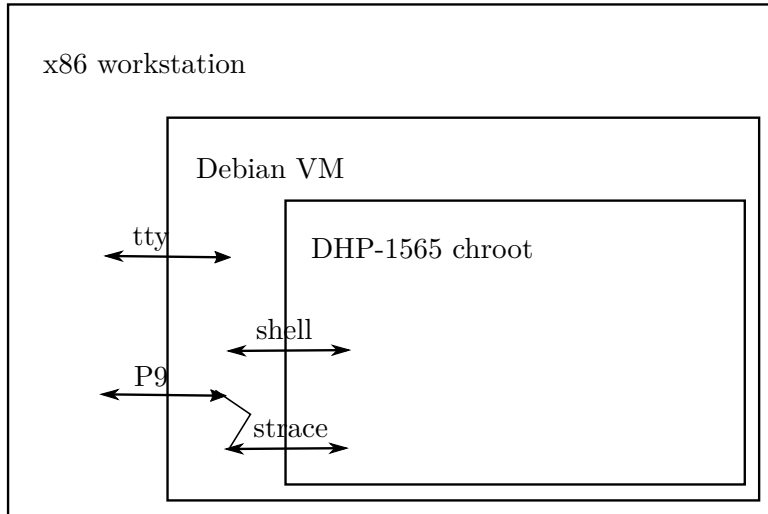 x86 workstation
Debian VM
tty
DHP-1565 chroot
shell
P9
strace